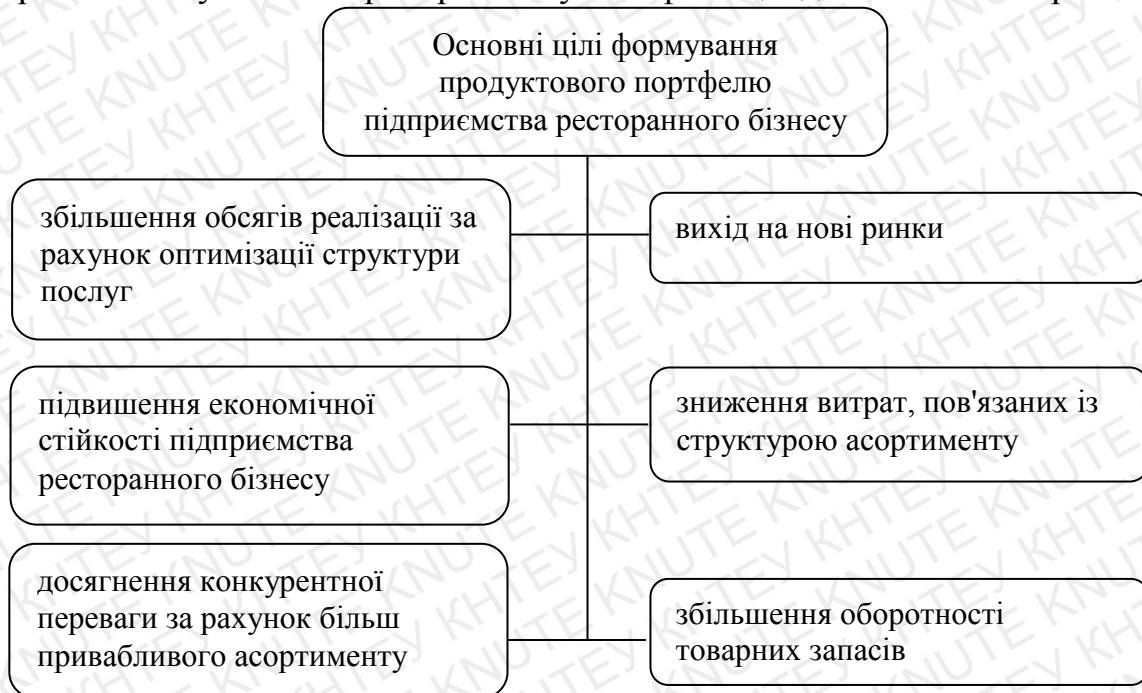 Основні цілі формування
продуктового портфелю
підприємства ресторанного бізнесу
збільшення обсягів реалізації за
рахунок оптимізації структури
послуг
вихід на нові ринки
підвищення економічної
стійкості підприємства
ресторанного бізнесу
зниження витрат, пов'язаних із
структурою асортименту
досягнення конкурентної
переваги за рахунок більш
привабливого асортименту
збільшення оборотності
товарних запасів